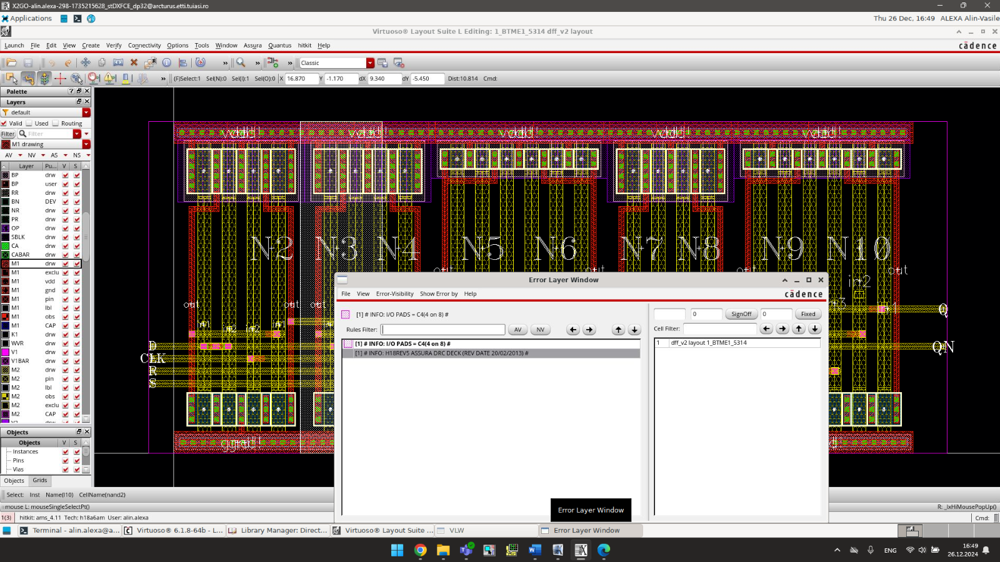 X2GO-alin.alexa-298-1735215628_stDXFCE_dp32@arcturus.etti.tuiasi.ro
Applications
Thu 26 Dec, 16:49 ALEXA Alin-Vasile
Virtuoso® Layout Suite L Editing: 1_BTME1_5314 dff_v2 layout
Launch File Edit View Create Verify Connectivity Options Tools Window Assura Quantus hitkit Help
cādence
Classic
(F)Select:1 Sel(N):0 Sel(I):1 Sel(O):0 X 16.870 Y -1.170 dX 9.340 dY -5.450 Dist:10.814 Cmd:
Palette
Layers
default
Valid Used Routing
Filter Filter
M1 drawing
AV NV AS NS
Layer Pu... V S
BP drw
BP user
RR drw
BN DEV
NR drw
PR drw
OP drw
SBLK drw
CA drw
CABAR drw
M1 drw
M1 exclu
M1 vdd
M1 gnd
M1 pin
M1 lbl
M1 obs
M1 CAP
K1 drw
WVR drw
V1 drw
V1BAR drw
M2 drw
M2 pin
M2 lbl
M2 obs
M2 exclu
M2 CAP
Objects
Objects V S
Instances
Pins
Vias
Objects Grids
N2 N3 N4 N5 N6 N7 N8 N9 N10
out out out out
in2
D
CLK
R
S
Q
QN
Error Layer Window
File View Error-Visibility Show Error by Help
cādence
[1] # INFO: I/O PADS = C4(4 on 8) #
Rules Filter: AV NV
[1] # INFO: I/O PADS = C4(4 on 8) #
[1] # INFO: H18REV5 ASSURA DRC DECK (REV DATE 20/02/2013) #
0 SignOff 0 Fixed
Cell Filter:
1 dff_v2 layout 1_BTME1_5314
Error Layer Window
Select: Inst Name(I10) CellName(nand2)
mouse L: mouseSingleSelectPt()
R: _lxHiMousePopUp()
1(3) hitkit: ams_4.11 Tech: h18a6am User: alin.alexa
Cmd:
Terminal - alin.alexa@a...
Virtuoso® 6.1.8-64b - L...
Library Manager: Direct...
Virtuoso® Layout Suite ...
VLW
Error Layer Window
ENG
16:49
26.12.2024